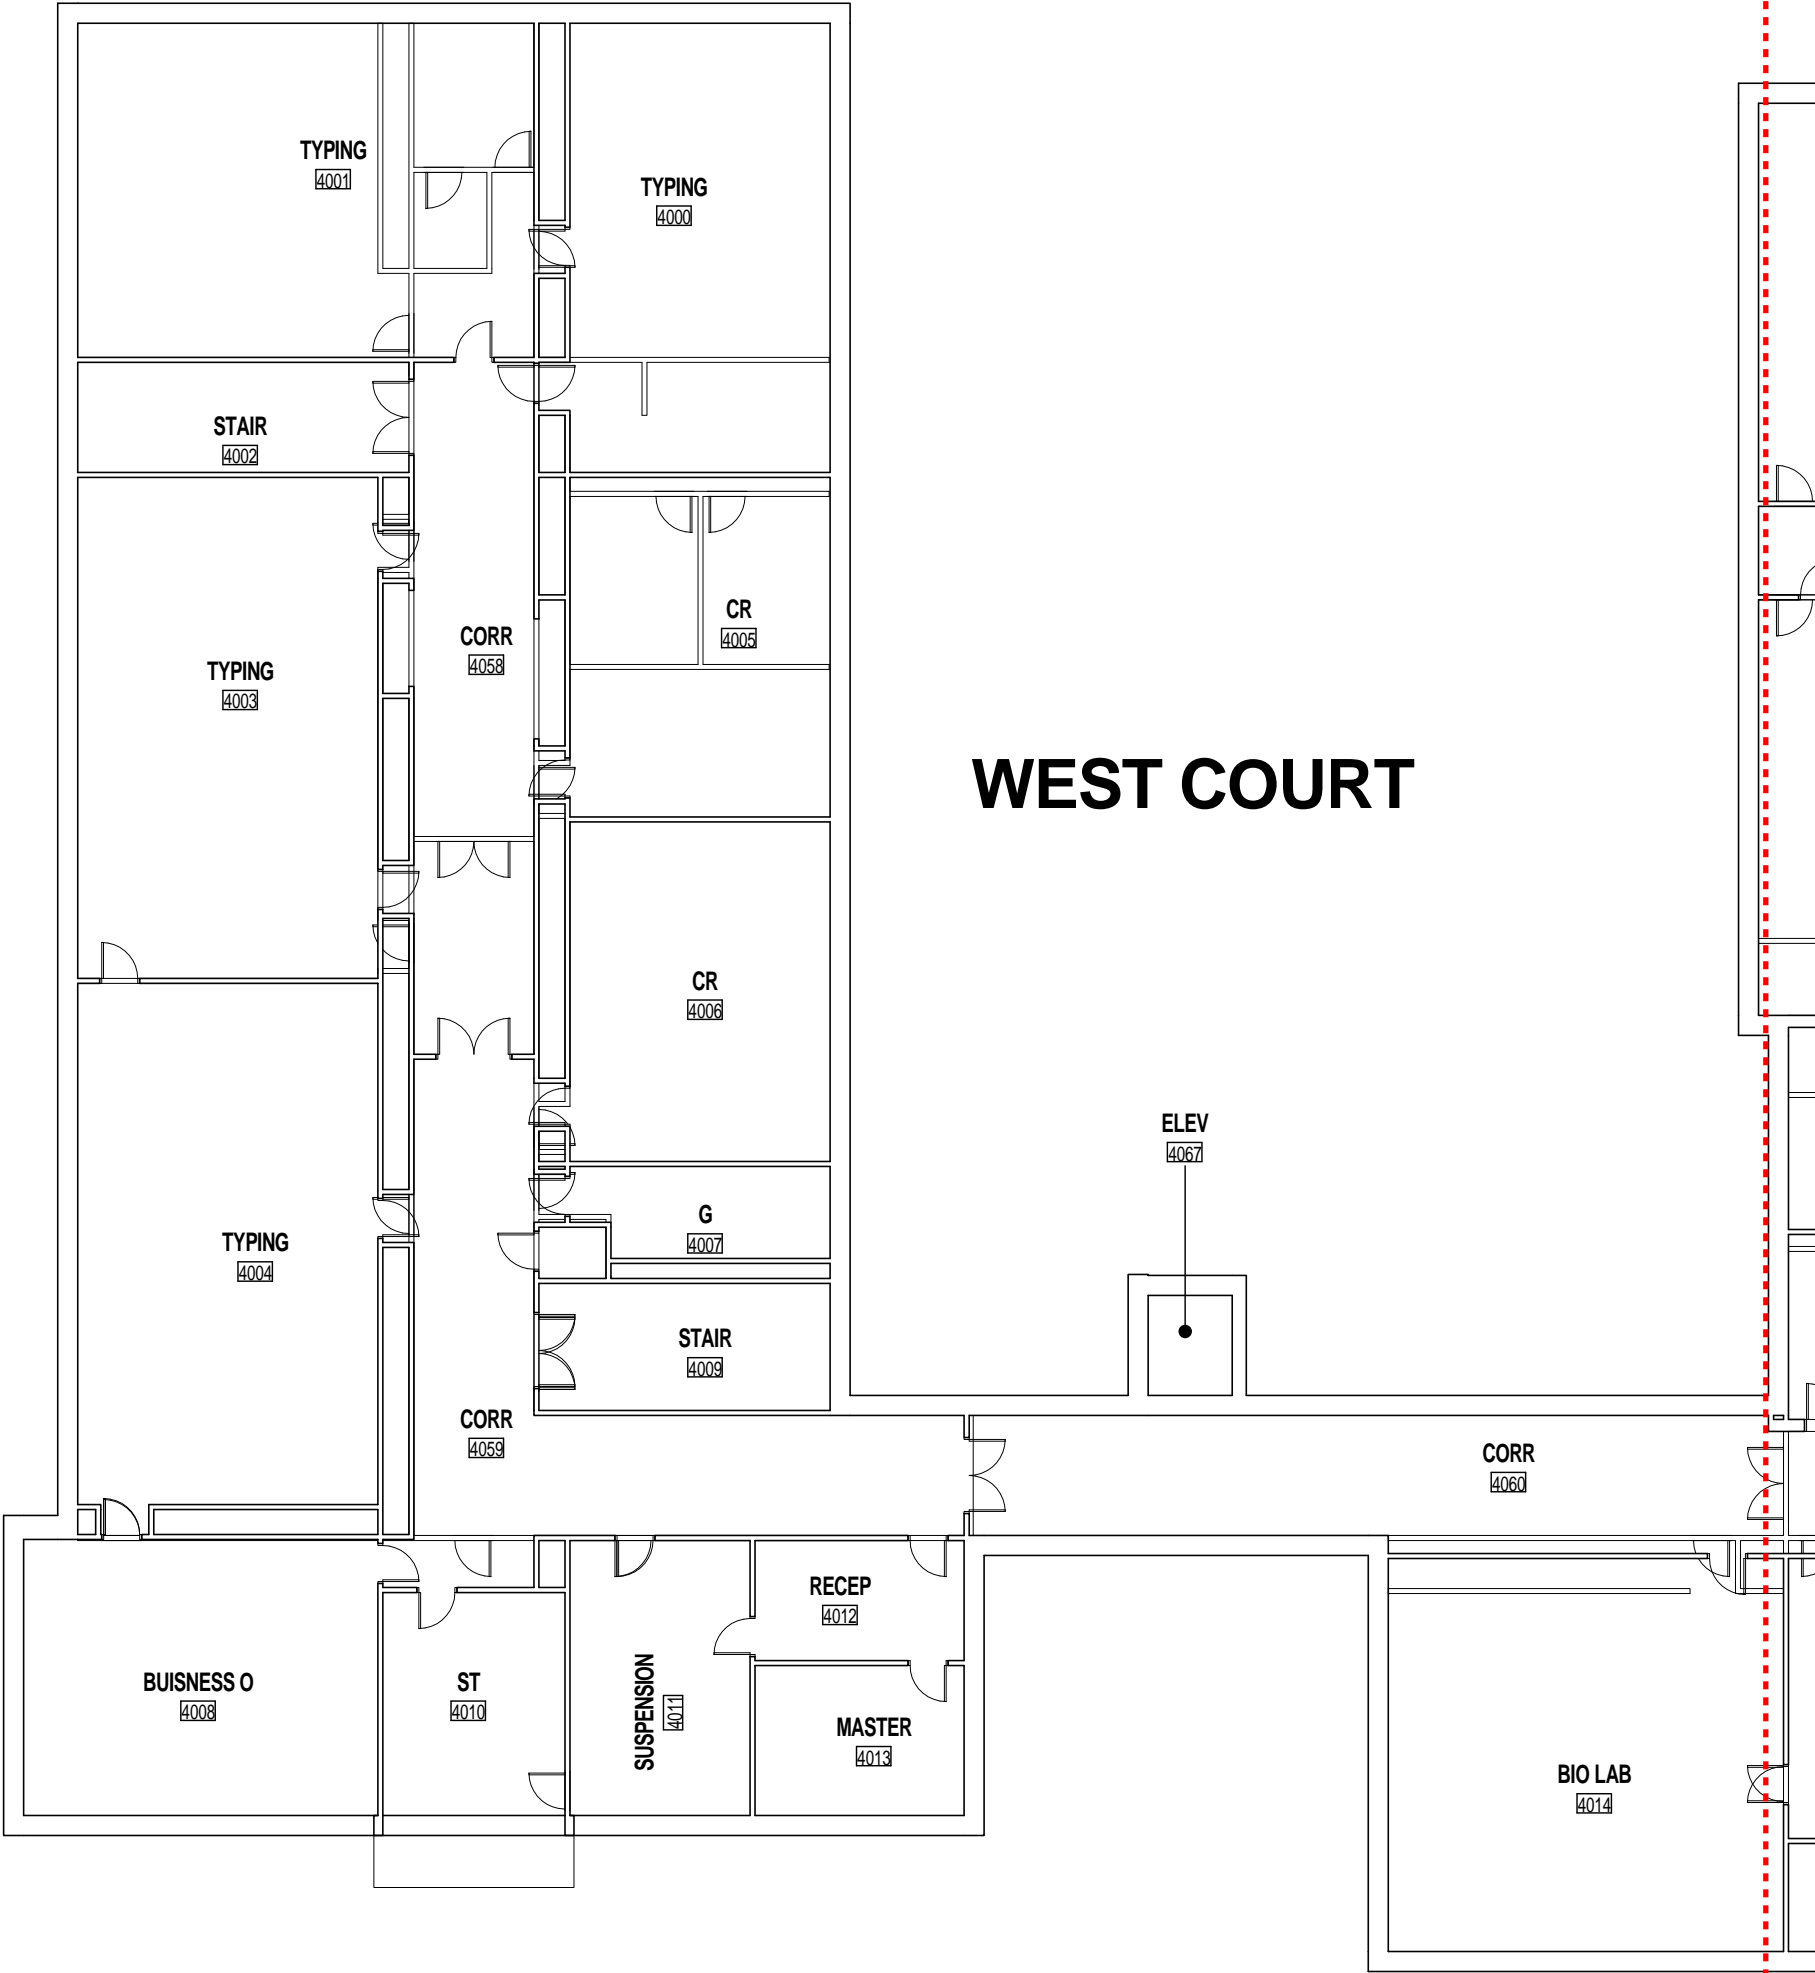 TYPING
4001
TYPING
4000
STAIR
4002
CR
4005
CORR
4058
TYPING
4003
WEST COURT
CR
4006
ELEV
4067
G
4007
TYPING
4004
STAIR
4009
CORR
4059
CORR
4060
RECEP
4012
BUISNESS O
4008
ST
4010
SUSPENSION
4011
MASTER
4013
BIO LAB
4014